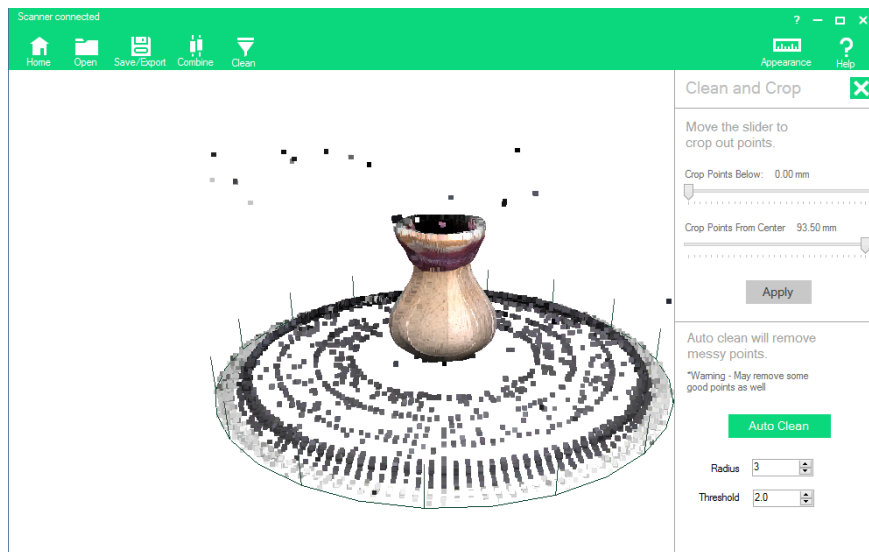 Scanner connected
?
Home Open Save/Export Combine Clean Appearance Help
Clean and Crop
Move the slider to
crop out points.
Crop Points Below: 0.00 mm
Crop Points From Center 93.50 mm
Apply
Auto clean will remove
messy points.
*Warning - May remove some
good points as well
Auto Clean
Radius 3
Threshold 2.0